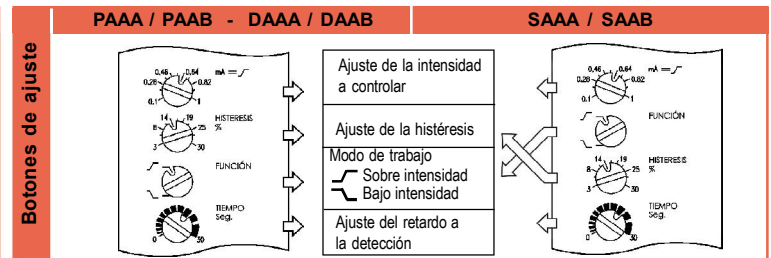 PAAA / PAAB - DAAA / DAAB
SAAA / SAAB
Botones de ajuste
0.46 0.64 mA
0.28 0.82
0.1 1
14 19 HISTERESIS
8 25 %
3 30
FUNCIÓN
TIEMPO
Seg.
0 30
Ajuste de la intensidad
a controlar
Ajuste de la histéresis
Modo de trabajo
Sobre intensidad
Bajo intensidad
Ajuste del retardo a
la detección
0.46 0.64 mA
0.28 0.82
0.1 1
FUNCIÓN
14 19 HISTERESIS
8 25 %
3 30
TIEMPO
Seg.
0 30